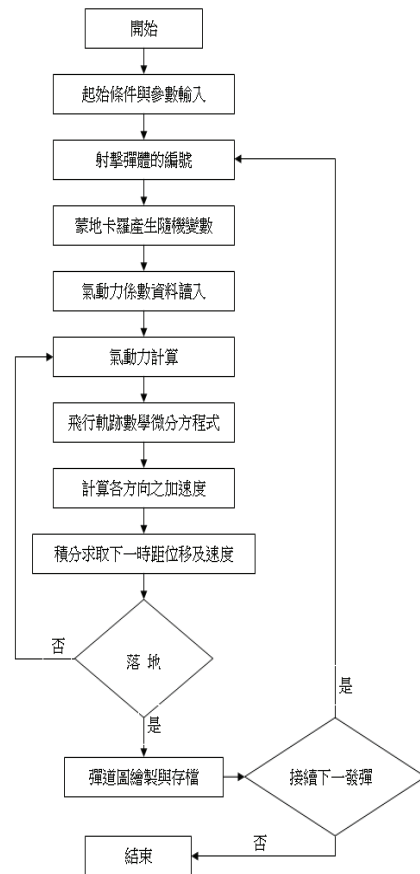 開始
起始條件與參數輸入
射擊彈體的編號
蒙地卡羅產生隨機變數
氣動力係數資料讀入
氣動力計算
飛行軌跡數學微分方程式
計算各方向之加速度
積分求取下一時距位移及速度
否
落 地
是
是
彈道圖繪製與存檔
接續下一發彈
否
結束